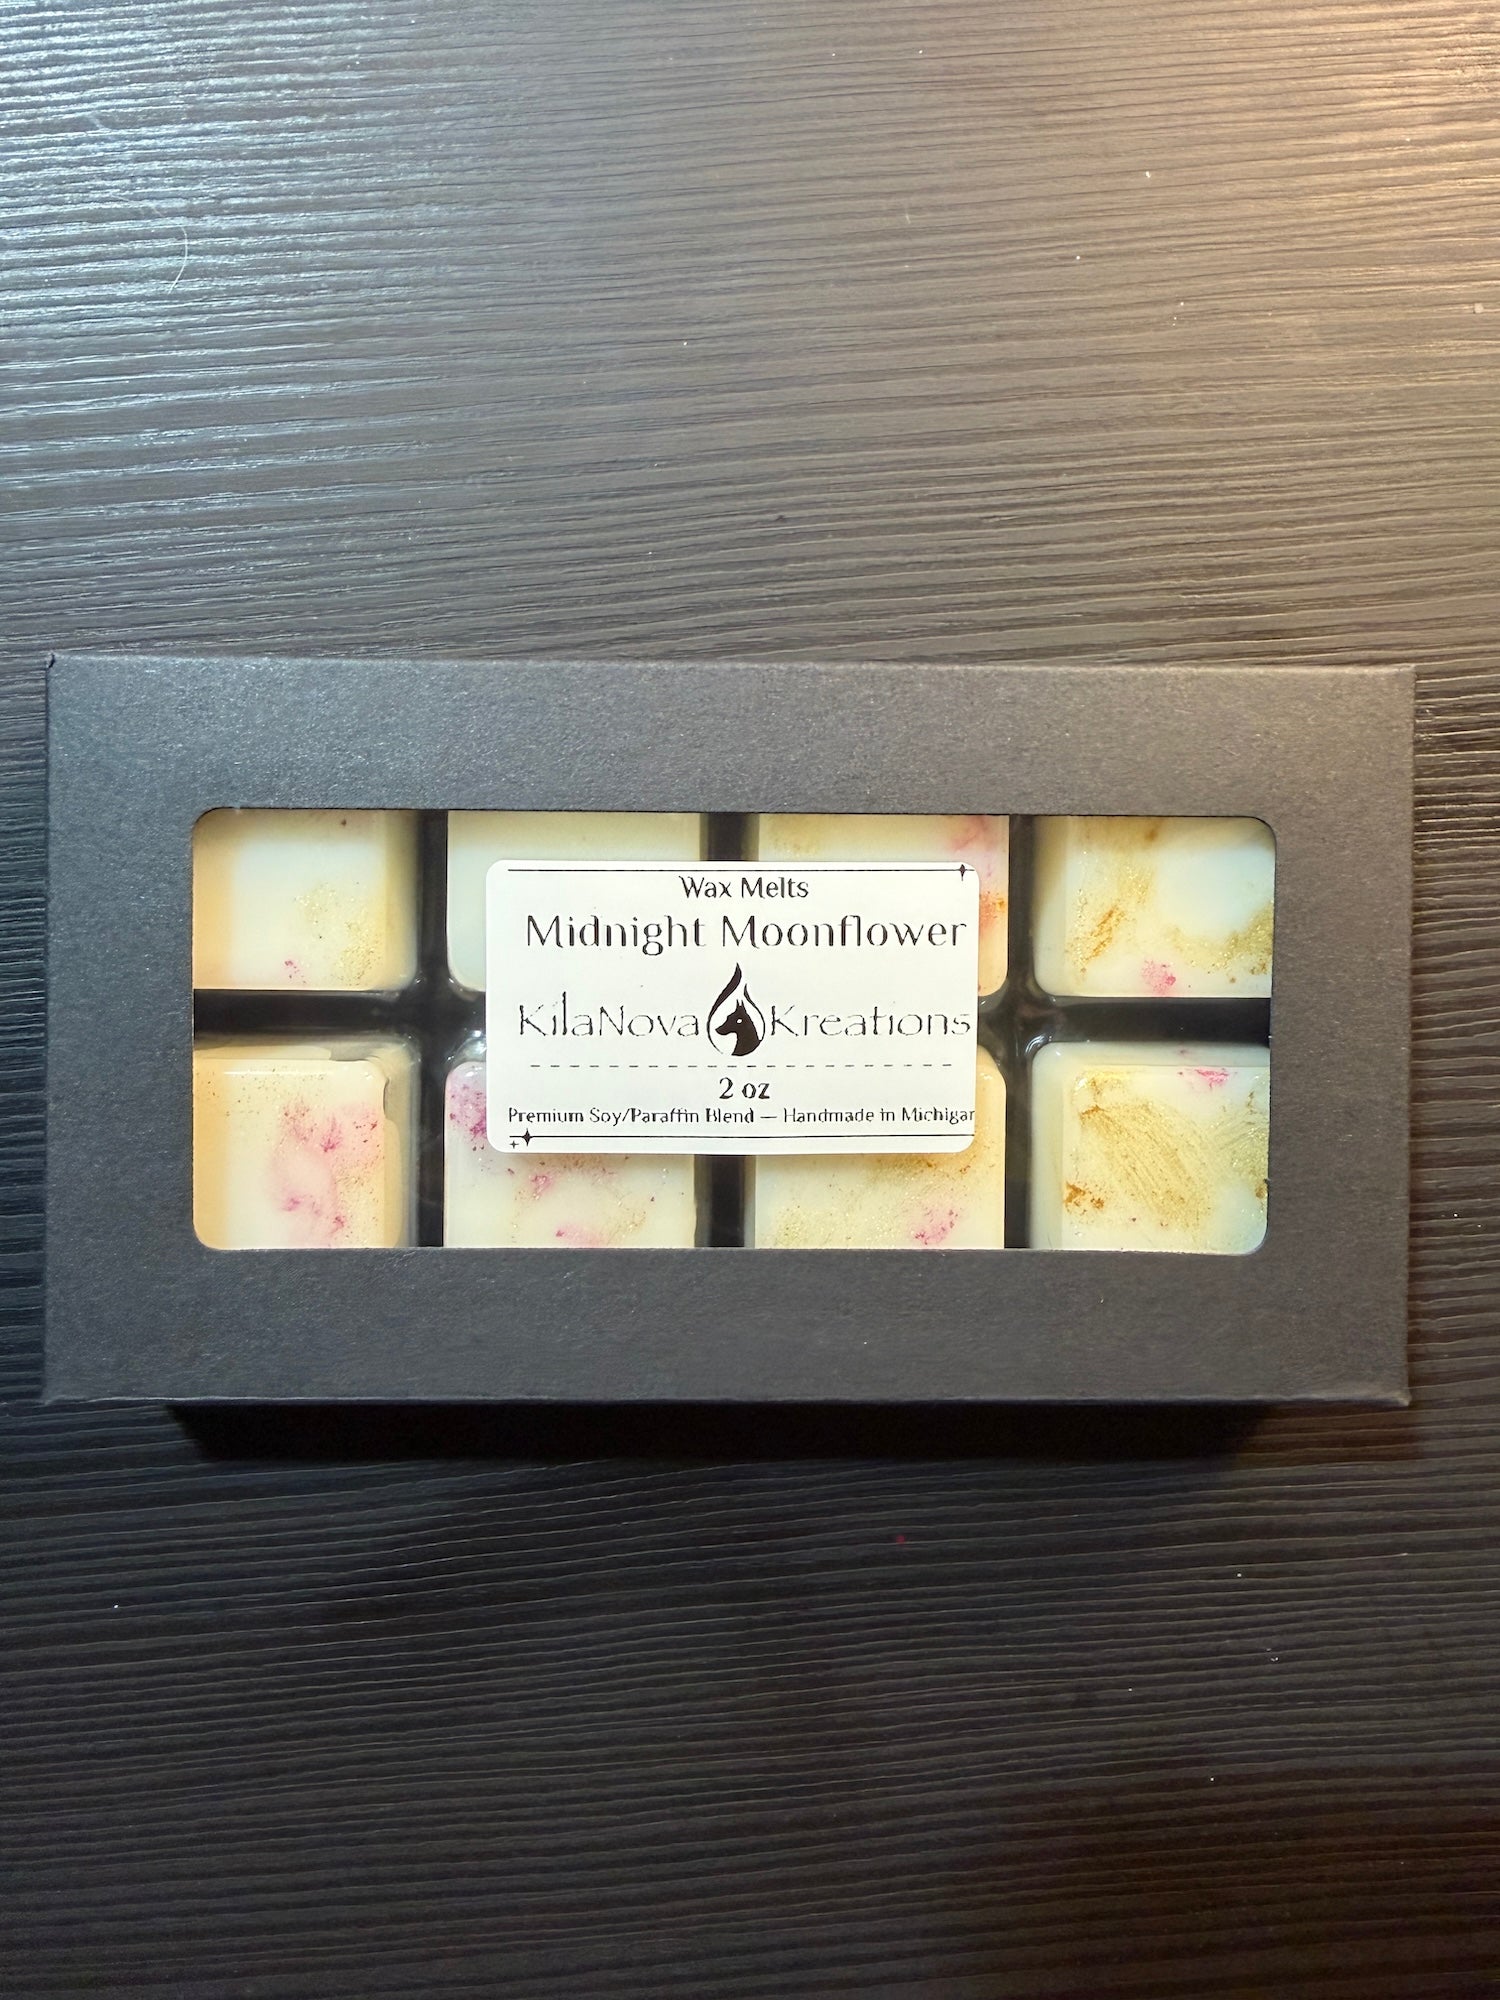 Wax Melts
Midnight Moonflower
KilaNova Kreations
2 oz
Premium Soy/Paraffin Blend — Handmade in Michigan